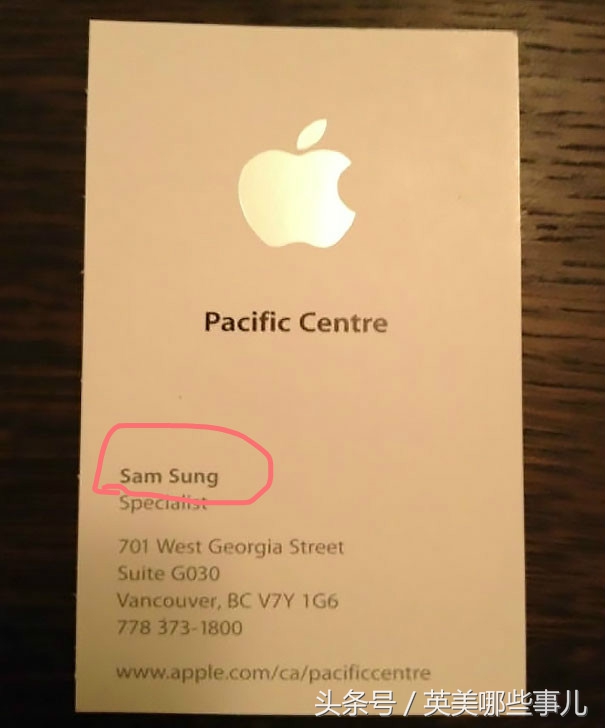 Pacific Centre
Sam Sung
Specialist
701 West Georgia Street
Suite G030
Vancouver, BC V7Y 1G6
778 373-1800
www.apple.com/ca/pacificcentre
头条号 / 英美哪些事儿